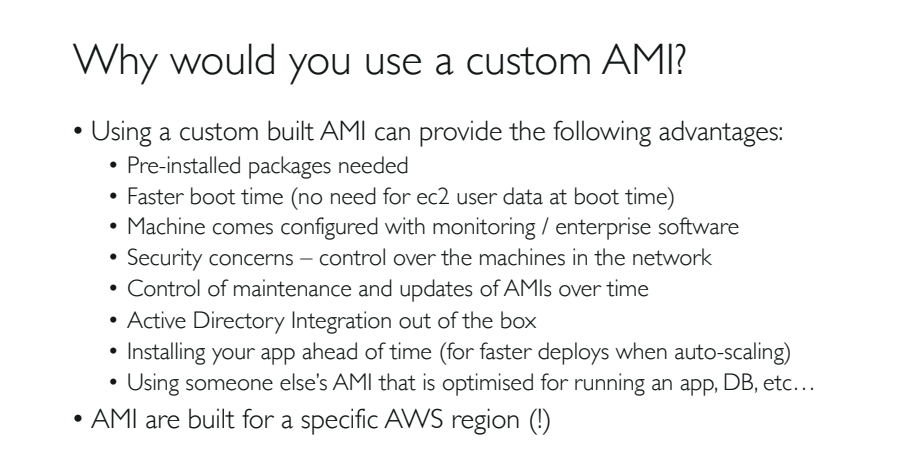 Why would you use a custom AMI?
• Using a custom built AMI can provide the following advantages:
• Pre-installed packages needed
• Faster boot time (no need for ec2 user data at boot time)
• Machine comes configured with monitoring / enterprise software
• Security concerns – control over the machines in the network
• Control of maintenance and updates of AMIs over time
• Active Directory Integration out of the box
• Installing your app ahead of time (for faster deploys when auto-scaling)
• Using someone else’s AMI that is optimised for running an app, DB, etc…
• AMI are built for a specific AWS region (!)